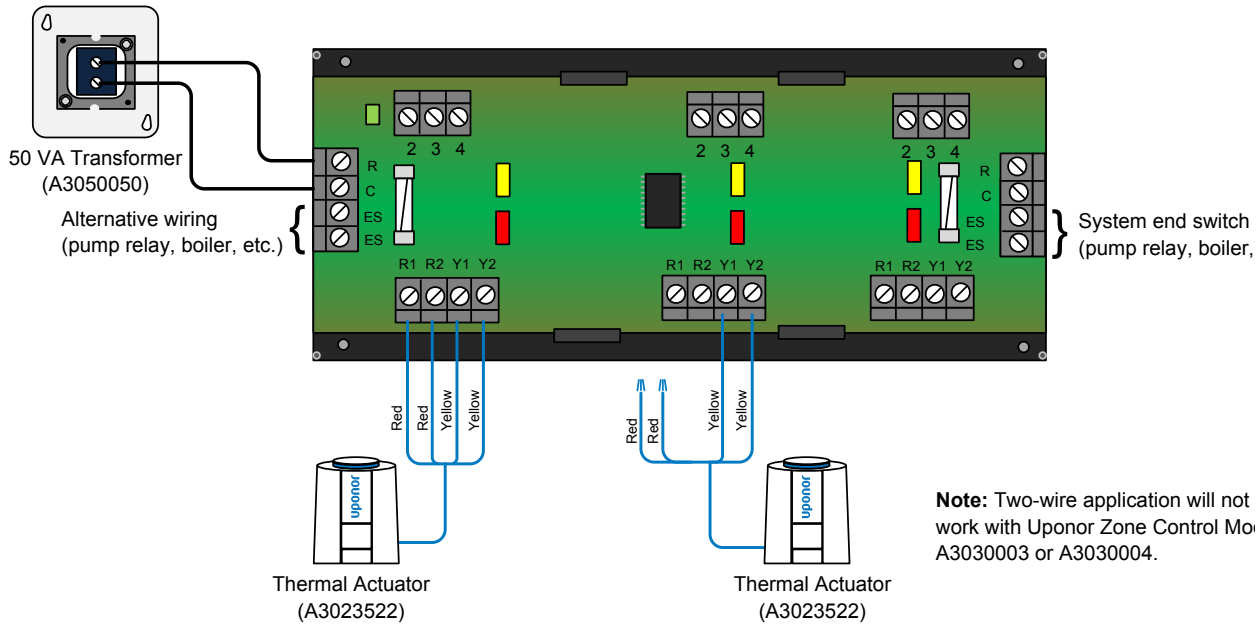 50 VA Transformer
(A3050050)
Alternative wiring
(pump relay, boiler, etc.)
R
C
ES
ES
2 3 4
2 3 4
2 3 4
R
C
ES
ES
System end switch
(pump relay, boiler,
R1 R2 Y1 Y2
R1 R2 Y1 Y2
R1 R2 Y1 Y2
Red
Red
Yellow
Yellow
Red
Red
Yellow
Yellow
uponor
uponor
Thermal Actuator
(A3023522)
Thermal Actuator
(A3023522)
Note: Two-wire application will not
work with Uponor Zone Control
A3030003 or A3030004.